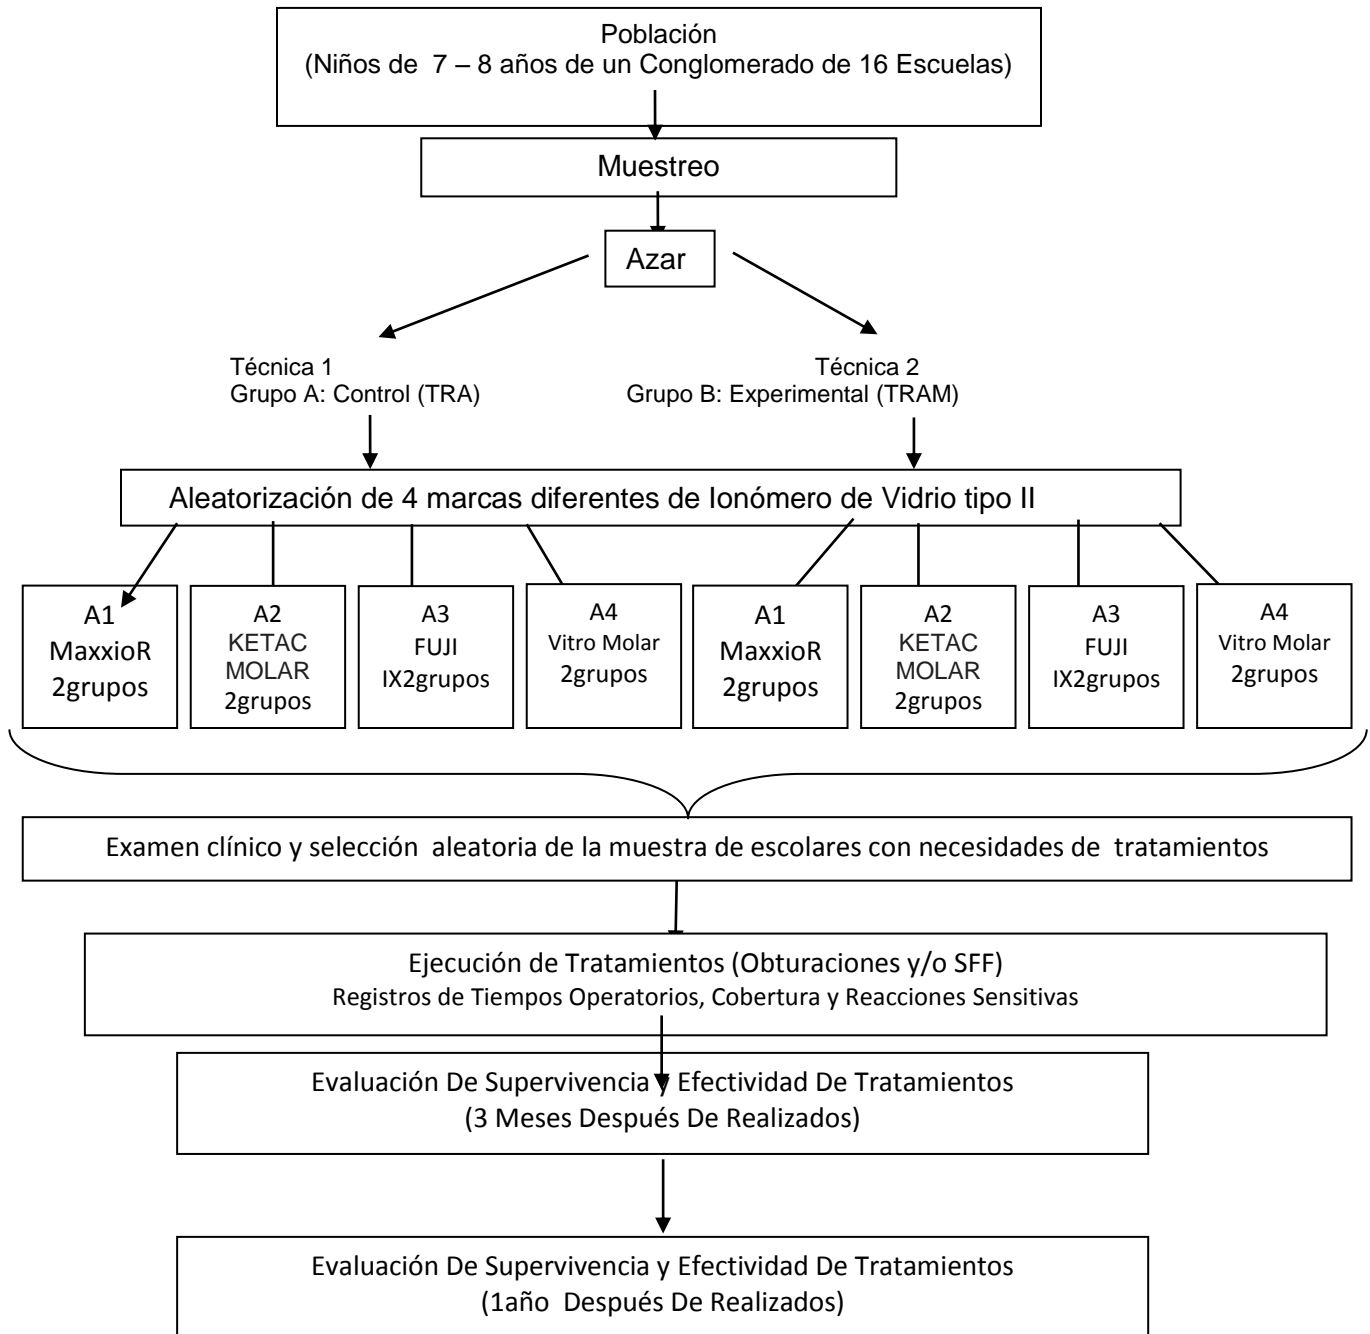 Población
(Niños de 7 – 8 años de un Conglomerado de 16 Escuelas)
Muestreo
Azar
Técnica 1
Grupo A: Control (TRA)
Técnica 2
Grupo B: Experimental (TRAM)
Aleatorización de 4 marcas diferentes de Ionómero de Vidrio tipo II
A1
MaxxioR
2grupos
A2
KETAC
MOLAR
2grupos
A3
FUJI
IX2grupos
A4
Vitro Molar
2grupos
A1
MaxxioR
2grupos
A2
KETAC
MOLAR
2grupos
A3
FUJI
IX2grupos
A4
Vitro Molar
2grupos
Examen clínico y selección aleatoria de la muestra de escolares con necesidades de tratamientos
Ejecución de Tratamientos (Obturaciones y/o SFF)
Registros de Tiempos Operatorios, Cobertura y Reacciones Sensitivas
Evaluación De Supervivencia y Efectividad De Tratamientos
(3 Meses Después De Realizados)
Evaluación De Supervivencia y Efectividad De Tratamientos
(1año Después De Realizados)